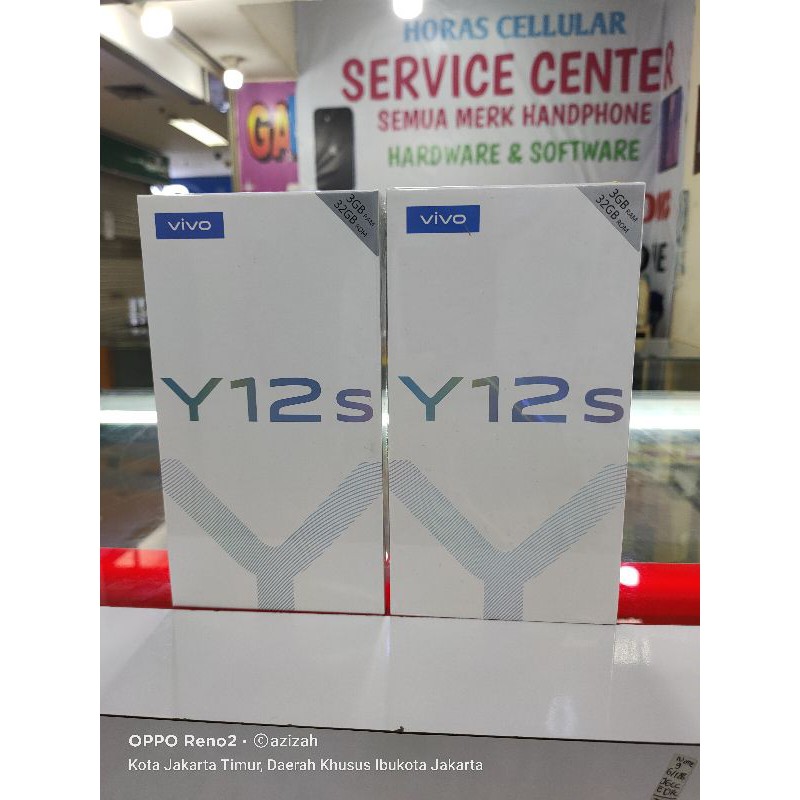 HORAS CELLULAR
SERVICE CENTER
SEMUA MERK HANDPHONE
HARDWARE & SOFTWARE
GA
vivo
3GB RAM
32GB ROM
Y12s
vivo
3GB RAM
32GB ROM
Y12s
OPPO Reno2 · ©azizah
Kota Jakarta Timur, Daerah Khusus Ibukota Jakarta